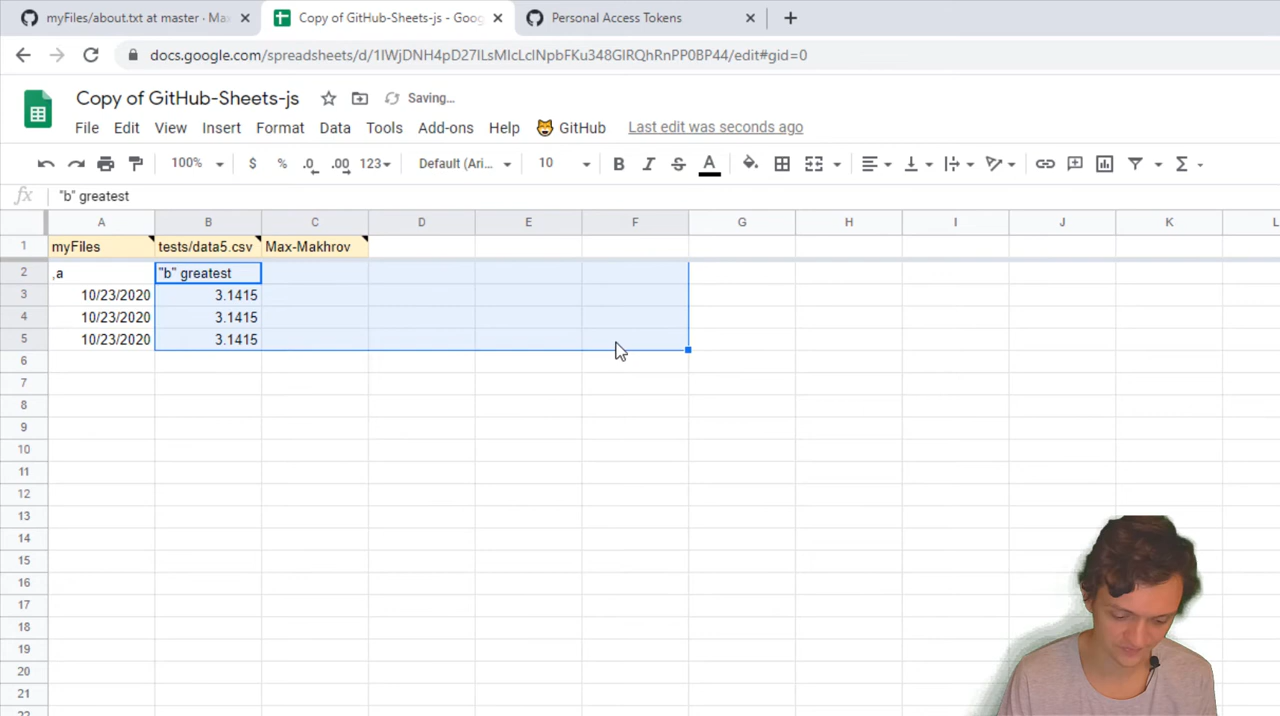 myFiles/about.txt at master · Ma
Copy of GitHub-Sheets-js - Goog
Personal Access Tokens
docs.google.com/spreadsheets/d/1IWjDNH4pD27ILsMIcLclNpbFKu348GlRQhRnPP0BP44/edit#gid=0
Copy of GitHub-Sheets-js
Saving…
File Edit View Insert Format Data Tools Add-ons Help GitHub Last edit was seconds ago
100% $ % .0 .00 123 Default (Ari... 10 B I S A Σ
fx "b" greatest
A B C D E F G H I J K L
1 myFiles tests/data5.csv Max-Makhrov
2 ,a "b" greatest
3 10/23/2020 3.1415
4 10/23/2020 3.1415
5 10/23/2020 3.1415
6
7
8
9
10
11
12
13
14
15
16
17
18
19
20
21
22